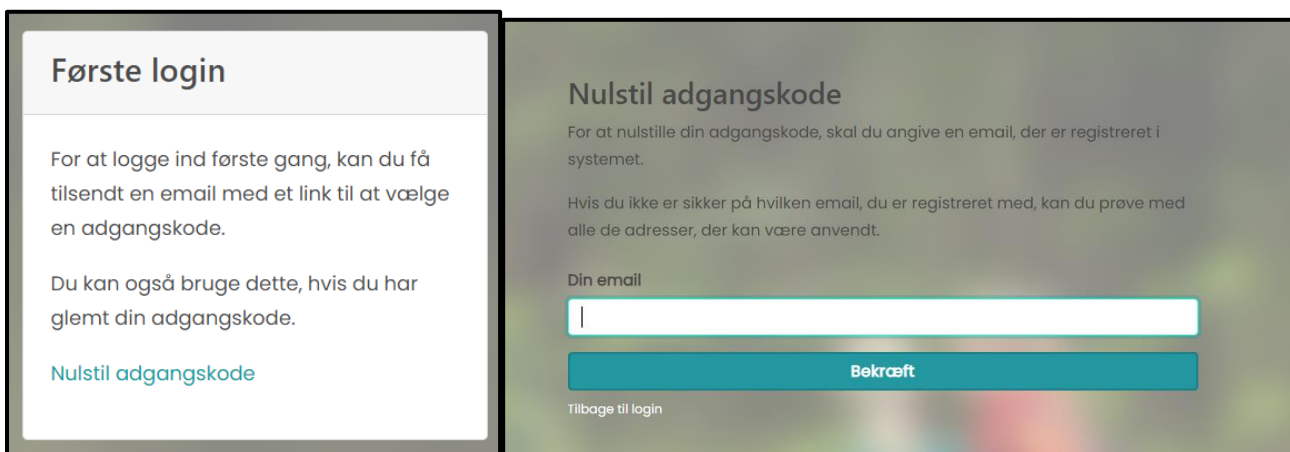 Første login
For at logge ind første gang, kan du få
tilsendt en email med et link til at vælge
en adgangskode.
Du kan også bruge dette, hvis du har
glemt din adgangskode.
Nulstil adgangskode
Nulstil adgangskode
For at nulstille din adgangskode, skal du angive en email, der er registreret i
systemet.
Hvis du ikke er sikker på hvilken email, du er registreret med, kan du prøve med
alle de adresser, der kan være anvendt.
Din email
Bekræft
Tilbage til login